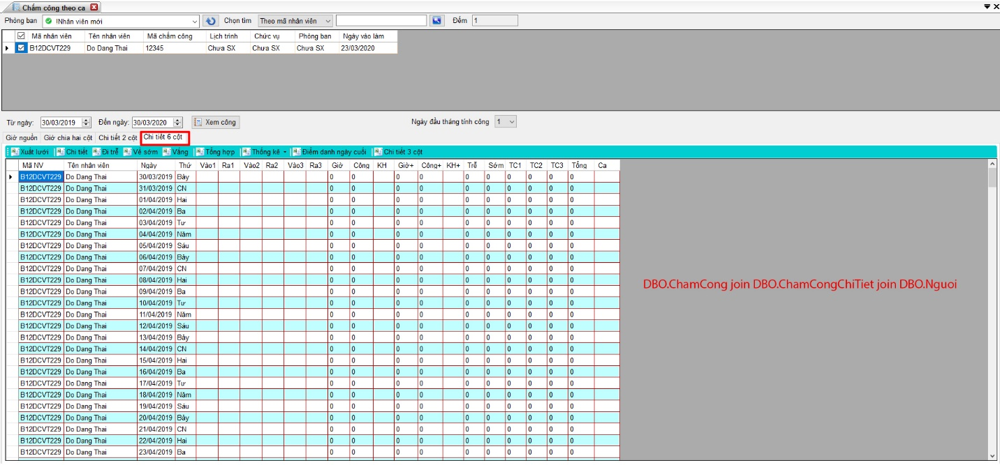 Chấm công theo ca
Phòng ban !Nhân viên mới Chọn tìm Theo mã nhân viên Đếm 1
Mã nhân viên Tên nhân viên Mã chấm công Lịch trình Chức vụ Phòng ban Ngày vào làm
B12DCVT229 Do Dang Thai 12345 Chưa SX Chưa SX Chưa SX 23/03/2020
Từ ngày: 30/03/2019 Đến ngày: 30/03/2020 Xem công Ngày đầu tháng tính công 1
Giờ nguồn Giờ chia hai cột Chi tiết 2 cột Chi tiết 6 cột
Xuất lưới Chi tiết Đi trễ Về sớm Vắng Tổng hợp Thống kê Điểm danh ngày cuối Chi tiết 3 cột
Mã NV Tên nhân viên Ngày Thứ Vào1 Ra1 Vào2 Ra2 Vào3 Ra3 Giờ Công KH Giờ+ Công+ KH+ Trễ Sớm TC1 TC2 TC3 Tổng Ca
B12DCVT229 Do Dang Thai 30/03/2019 Bảy 0 0 0 0 0 0 0 0 0 0
B12DCVT229 Do Dang Thai 31/03/2019 CN 0 0 0 0 0 0 0 0 0 0
B12DCVT229 Do Dang Thai 01/04/2019 Hai 0 0 0 0 0 0 0 0 0 0
B12DCVT229 Do Dang Thai 02/04/2019 Ba 0 0 0 0 0 0 0 0 0 0
B12DCVT229 Do Dang Thai 03/04/2019 Tư 0 0 0 0 0 0 0 0 0 0
B12DCVT229 Do Dang Thai 04/04/2019 Năm 0 0 0 0 0 0 0 0 0 0
B12DCVT229 Do Dang Thai 05/04/2019 Sáu 0 0 0 0 0 0 0 0 0 0
B12DCVT229 Do Dang Thai 06/04/2019 Bảy 0 0 0 0 0 0 0 0 0 0
B12DCVT229 Do Dang Thai 07/04/2019 CN 0 0 0 0 0 0 0 0 0 0
B12DCVT229 Do Dang Thai 08/04/2019 Hai 0 0 0 0 0 0 0 0 0 0
DBO.ChamCong join DBO.ChamCongChiTiet join DBO.Nguoi
B12DCVT229 Do Dang Thai 09/04/2019 Ba 0 0 0 0 0 0 0 0 0 0
B12DCVT229 Do Dang Thai 10/04/2019 Tư 0 0 0 0 0 0 0 0 0 0
B12DCVT229 Do Dang Thai 11/04/2019 Năm 0 0 0 0 0 0 0 0 0 0
B12DCVT229 Do Dang Thai 12/04/2019 Sáu 0 0 0 0 0 0 0 0 0 0
B12DCVT229 Do Dang Thai 13/04/2019 Bảy 0 0 0 0 0 0 0 0 0 0
B12DCVT229 Do Dang Thai 14/04/2019 CN 0 0 0 0 0 0 0 0 0 0
B12DCVT229 Do Dang Thai 15/04/2019 Hai 0 0 0 0 0 0 0 0 0 0
B12DCVT229 Do Dang Thai 16/04/2019 Ba 0 0 0 0 0 0 0 0 0 0
B12DCVT229 Do Dang Thai 17/04/2019 Tư 0 0 0 0 0 0 0 0 0 0
B12DCVT229 Do Dang Thai 18/04/2019 Năm 0 0 0 0 0 0 0 0 0 0
B12DCVT229 Do Dang Thai 19/04/2019 Sáu 0 0 0 0 0 0 0 0 0 0
B12DCVT229 Do Dang Thai 20/04/2019 Bảy 0 0 0 0 0 0 0 0 0 0
B12DCVT229 Do Dang Thai 21/04/2019 CN 0 0 0 0 0 0 0 0 0 0
B12DCVT229 Do Dang Thai 22/04/2019 Hai 0 0 0 0 0 0 0 0 0 0
B12DCVT229 Do Dang Thai 23/04/2019 Ba 0 0 0 0 0 0 0 0 0 0